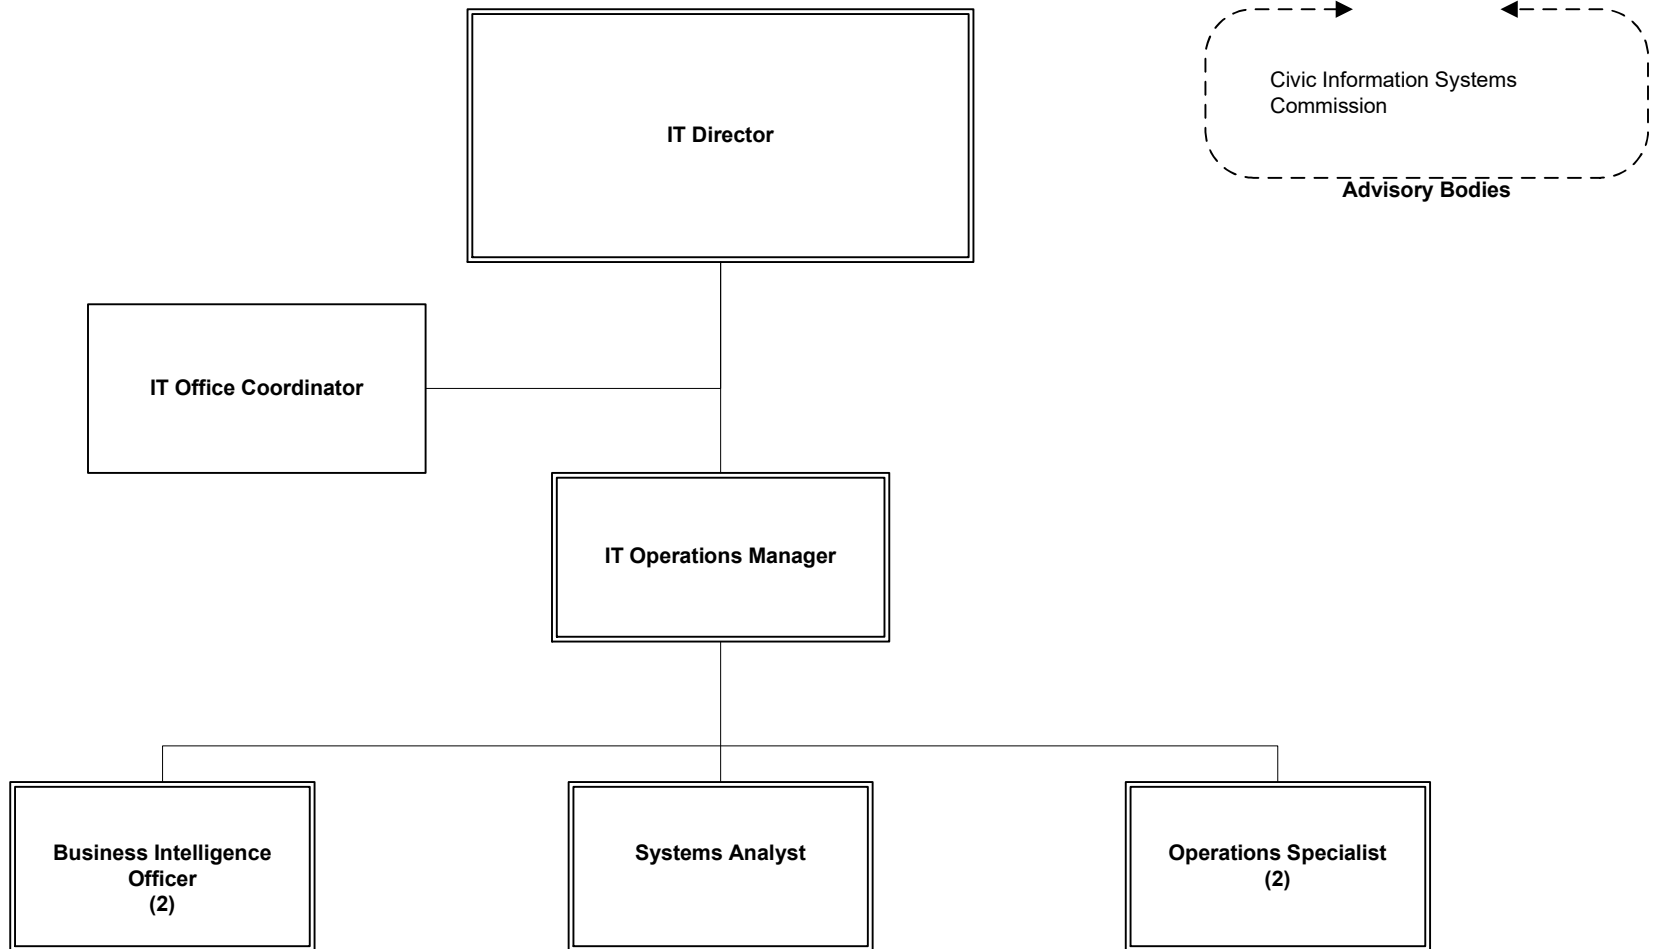 IT Director
Civic Information Systems
Commission
Advisory Bodies
IT Office Coordinator
IT Operations Manager
Business Intelligence
Officer
(2)
Systems Analyst
Operations Specialist
(2)